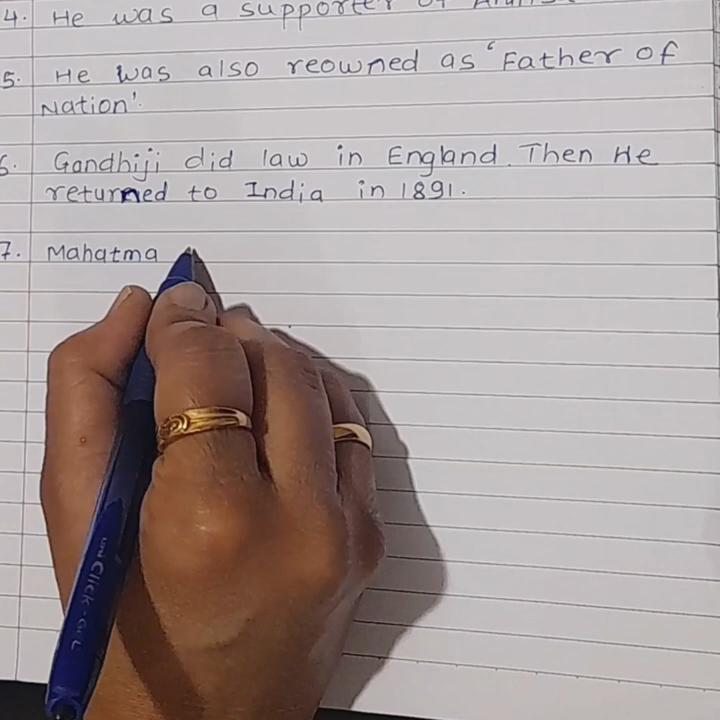 4. He was a supporter of
5. He was also reowned as 'Father of
Nation'.
6. Gandhiji did law in England. Then He
returned to India in 1891.
7. Mahatma
Click-GEL